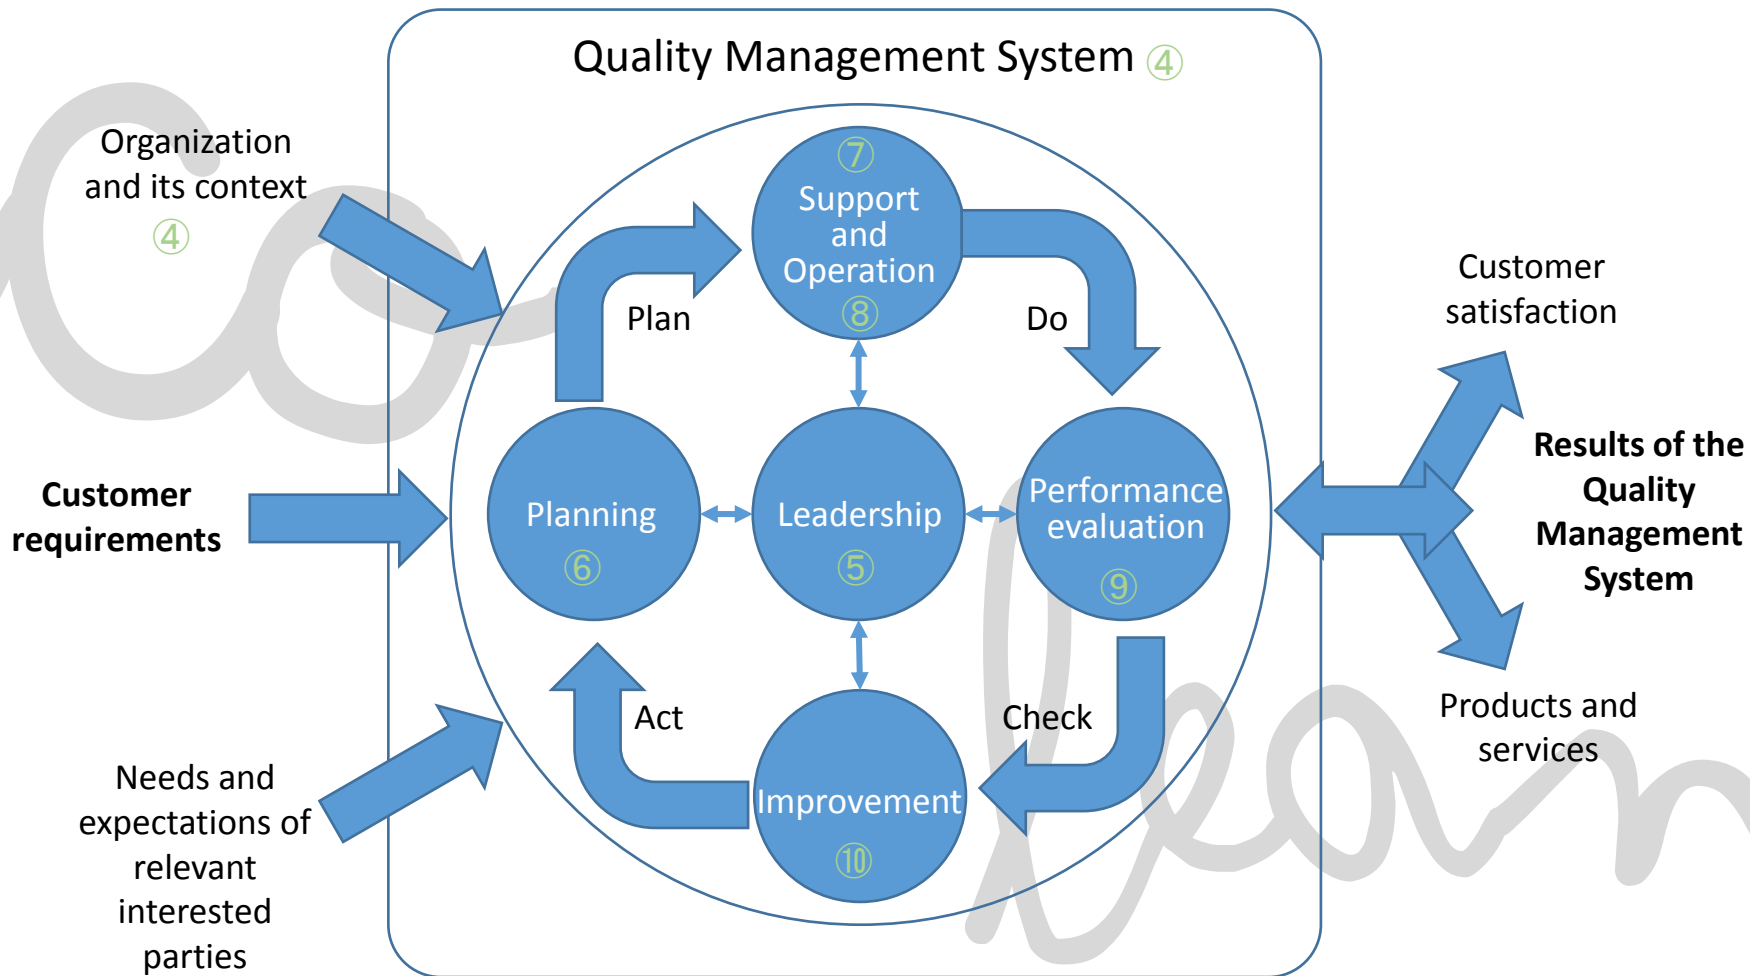 Quality Management System ④
Organization
and its context
④
⑦
Support
and
Operation
⑧
Plan
Do
Customer
satisfaction
Customer
requirements
Planning
⑥
Leadership
⑤
Performance
evaluation
⑨
Results of the
Quality
Management
System
Act
Check
Improvement
⑩
Products and
services
Needs and
expectations of
relevant
interested
parties
Co
lean